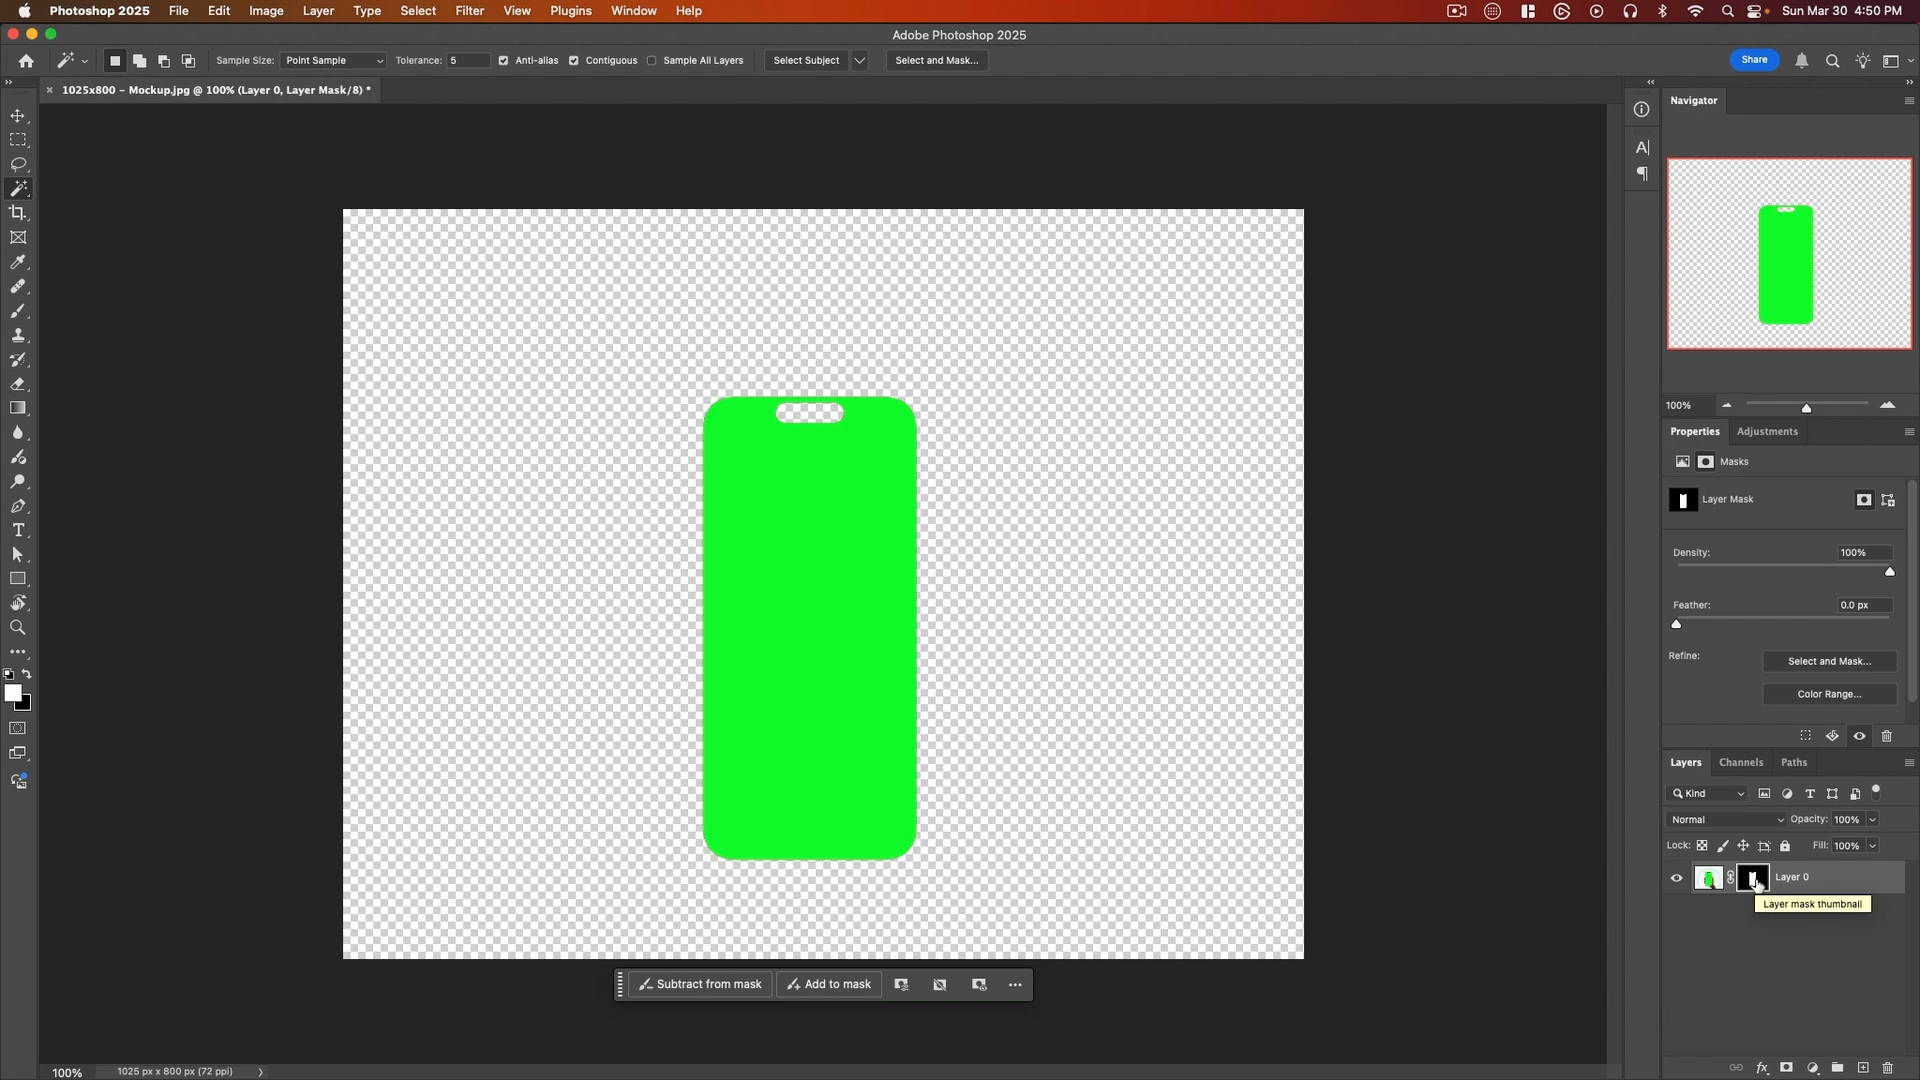 Photoshop 2025 File Edit Image Layer Type Select Filter View Plugins Window Help Sun Mar 30 4:50 PM
Adobe Photoshop 2025
Sample Size: Point Sample Tolerance: 5 Anti-alias Contiguous Sample All Layers Select Subject Select and Mask... Share
1025x800 – Mockup.jpg @ 100% (Layer 0, Layer Mask/8) *
Navigator
100%
Properties Adjustments
Masks
Layer Mask
Density: 100%
Feather: 0.0 px
Refine: Select and Mask...
Color Range...
Layers Channels Paths
Kind
Normal Opacity: 100%
Lock: Fill: 100%
Layer 0
Layer mask thumbnail
Subtract from mask Add to mask
100% 1025 px x 800 px (72 ppi)